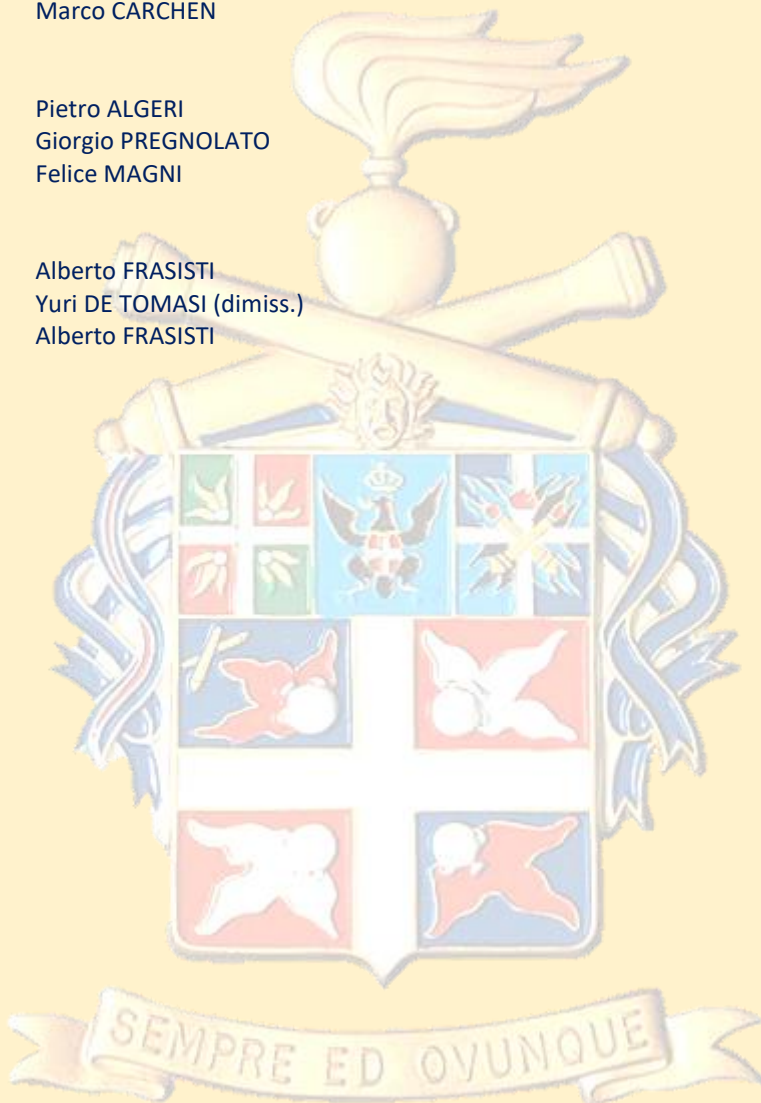 Marco CARCHEN
Pietro ALGERI
Giorgio PREGNOLATO
Felice MAGNI
Alberto FRASISTI
Yuri DE TOMASI (dimiss.)
Alberto FRASISTI
SEMPRE ED OVUNQUE